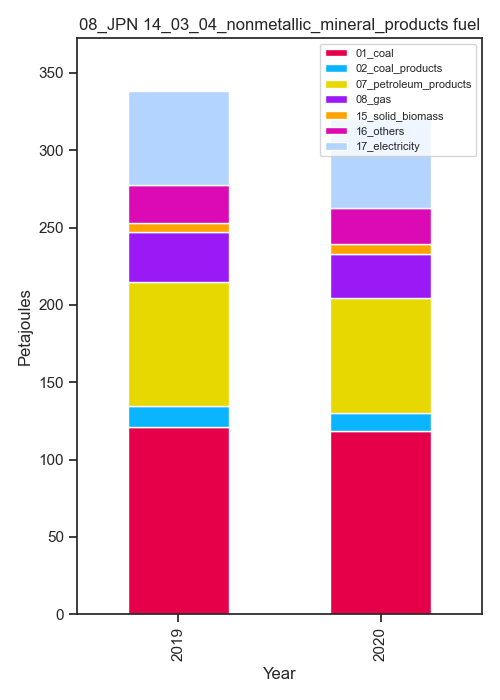 08_JPN 14_03_04_nonmetallic_mineral_products fuel
01_coal
02_coal_products
07_petroleum_products
08_gas
15_solid_biomass
16_others
17_electricity
350
300
250
200
150
100
50
0
Petajoules
2019
2020
Year